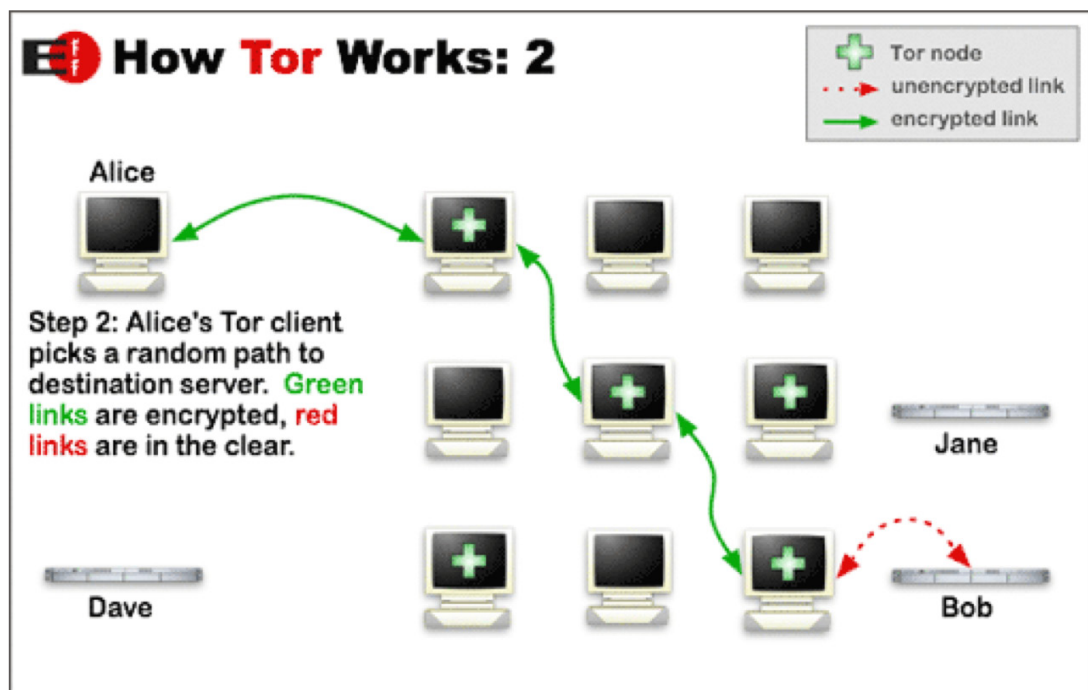 EFF How Tor Works: 2
Tor node
unencrypted link
encrypted link
Alice
Step 2: Alice's Tor client
picks a random path to
destination server. Green
links are encrypted, red
links are in the clear.
Jane
Dave
Bob